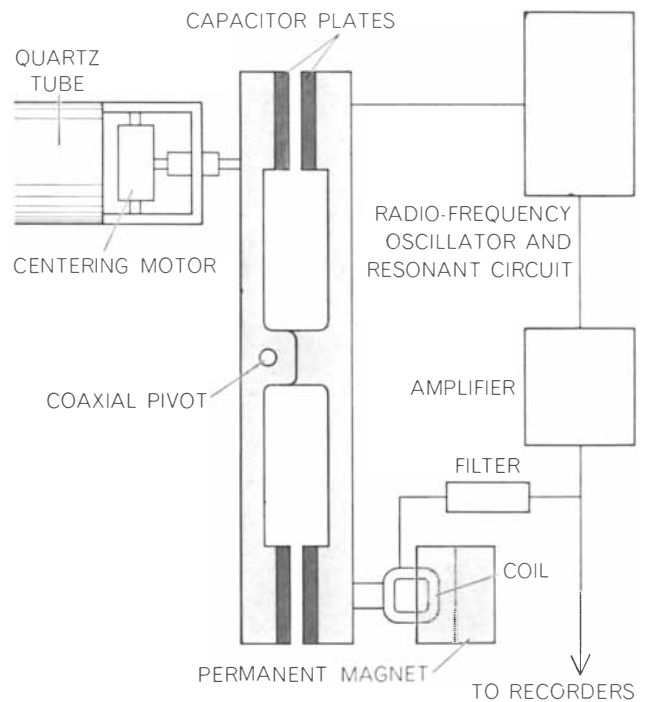 CAPACITOR PLATES
QUARTZ
TUBE
RADIO-FREQUENCY
OSCILLATOR AND
RESONANT CIRCUIT
CENTERING MOTOR
COAXIAL PIVOT
AMPLIFIER
FILTER
COIL
PERMANENT MAGNET
TO RECORDERS